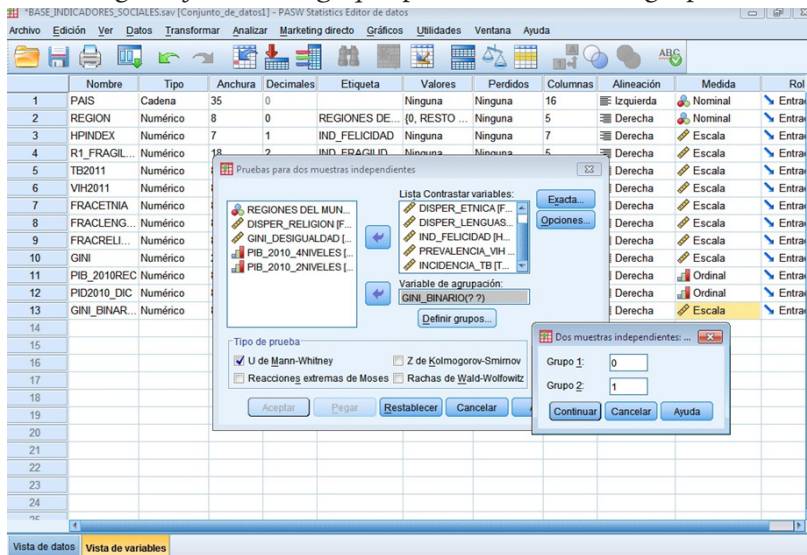 *BASE_INDICADORES_SOCIALES.sav [Conjunto_de_datos1] - PASW Statistics Editor de datos
Archivo Edición Ver Datos Transformar Analizar Marketing directo Gráficos Utilidades Ventana Ayuda
Nombre Tipo Anchura Decimales Etiqueta Valores Perdidos Columnas Alineación Medida Rol
1 PAIS Cadena 35 0 Ninguna Ninguna 16 Izquierda Nominal Entra
2 REGION Numérico 8 0 REGIONES DE... {0, RESTO ... Ninguna 5 Derecha Nominal Entra
3 HPINDEX Numérico 7 1 IND_FELICIDAD Ninguna Ninguna 7 Derecha Escala Entra
4 R1_FRAGIL... Numérico 18 2 IND_FRAGILID Ninguna Ninguna 5 Derecha Escala Entra
5 TB2011 Numérico Derecha Escala Entra
6 VIH2011 Numérico Derecha Escala Entra
7 FRACETNIA Numérico Derecha Escala Entra
8 FRACLENG... Numérico Derecha Escala Entra
9 FRACRELI... Numérico Derecha Escala Entra
10 GINI Numérico Derecha Escala Entra
11 PIB_2010REC Numérico Derecha Ordinal Entra
12 PID2010_DIC Numérico Derecha Ordinal Entra
13 GINI_BINAR... Numérico Derecha Escala Entra
14
15
16
17
18
19
20
21
22
23
24
Pruebas para dos muestras independientes
REGIONES DEL MUN...
DISPER_RELIGION [F...
GINI_DESIGUALDAD [...
PIB_2010_4NIVELES [...
PIB_2010_2NIVELES [...
Lista Contrastar variables:
DISPER_ETNICA [F...
DISPER_LENGUAS...
IND_FELICIDAD [H...
PREVALENCIA_VIH ...
INCIDENCIA_TB [T...
Exacta...
Opciones...
Variable de agrupación:
GINI_BINARIO(? ?)
Definir grupos...
Tipo de prueba
U de Mann-Whitney Z de Kolmogorov-Smirnov
Reacciones extremas de Moses Rachas de Wald-Wolfowitz
Aceptar Pegar Restablecer Cancelar
Dos muestras independientes: ...
Grupo 1: 0
Grupo 2: 1
Continuar Cancelar Ayuda
Vista de datos Vista de variables